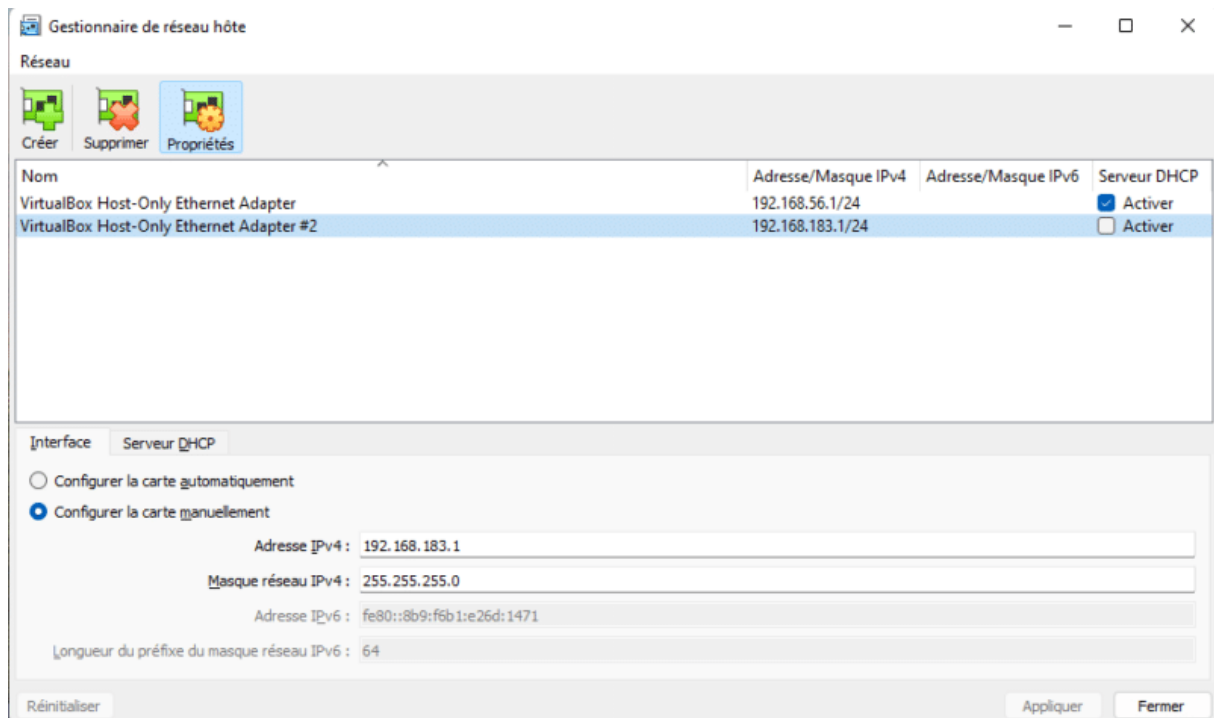 Gestionnaire de réseau hôte
Réseau
Créer Supprimer Propriétés
Nom Adresse/Masque IPv4 Adresse/Masque IPv6 Serveur DHCP
VirtualBox Host-Only Ethernet Adapter 192.168.56.1/24 Activer
VirtualBox Host-Only Ethernet Adapter #2 192.168.183.1/24 Activer
Interface Serveur DHCP
Configurer la carte automatiquement
Configurer la carte manuellement
Adresse IPv4 : 192.168.183.1
Masque réseau IPv4 : 255.255.255.0
Adresse IPv6 : fe80::8b9:f6b1:e26d:1471
Longueur du préfixe du masque réseau IPv6 : 64
Réinitialiser Appliquer Fermer